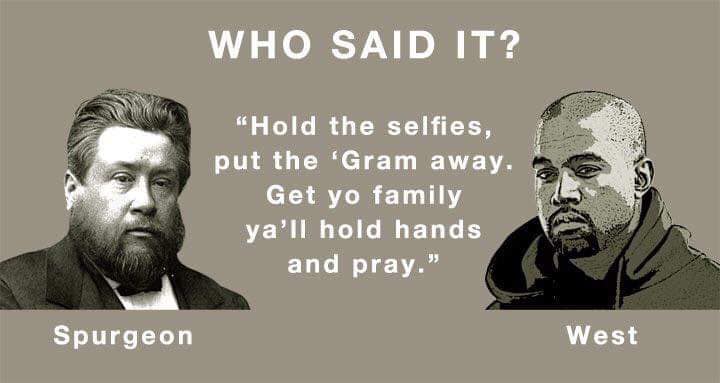 WHO SAID IT?
“Hold the selfies,
put the ‘Gram away.
Get yo family
ya’ll hold hands
and pray.”
Spurgeon
West